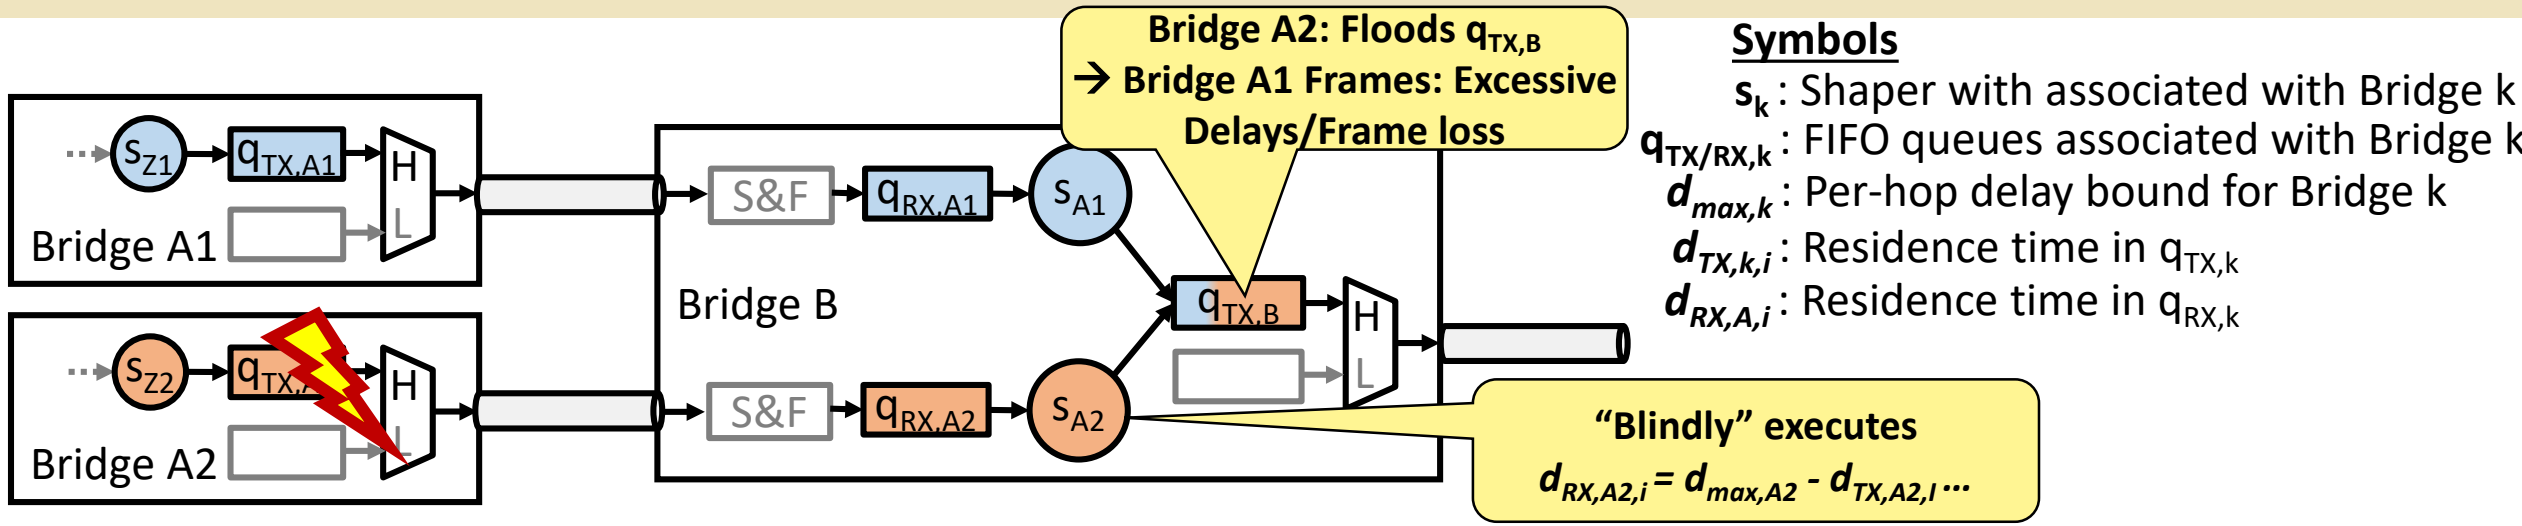 Bridge A2: Floods qTX,B
→ Bridge A1 Frames: Excessive
Delays/Frame loss
Symbols
sk : Shaper with associated with Bridge k
qTX/RX,k : FIFO queues associated with Bridge k
dmax,k : Per-hop delay bound for Bridge k
dTX,k,i : Residence time in qTX,k
dRX,A,i : Residence time in qRX,k
sZ1
qTX,A1
H
L
Bridge A1
S&F
qRX,A1
sA1
Bridge B
qTX,B
H
L
sZ2
qTX,
H
L
Bridge A2
S&F
qRX,A2
sA2
“Blindly” executes
dRX,A2,i = dmax,A2 - dTX,A2,I ...